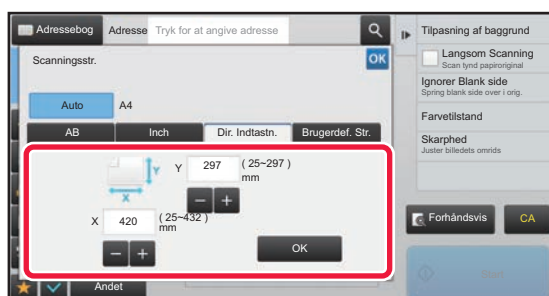 Adressebog Adresse Tryk for at angive adresse
Scanningsstr. OK
Auto A4
AB Inch Dir. Indtastn. Brugerdef. Str.
Y Y 297 ( 25~297 )
mm
X
X 420 ( 25~432 )
mm
OK
Andet
Tilpasning af baggrund
Langsom Scanning
Scan tynd papiroriginal
Ignorer Blank side
Spring blank side over i orig.
Farvetilstand
Skarphed
Juster billedets omrids
Forhåndsvis CA